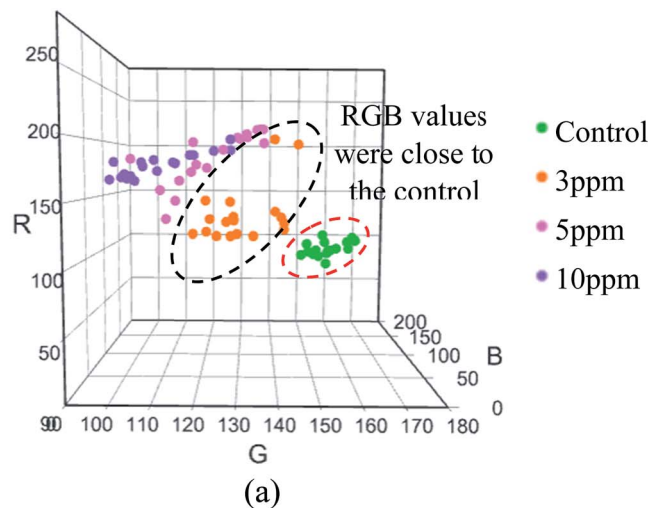 250
200
150
100
50
R
RGB values
were close to
the control
Control
3ppm
5ppm
10ppm
200
150
100
50
0
B
90 100 110 120 130 140 150 160 170 180
G
(a)